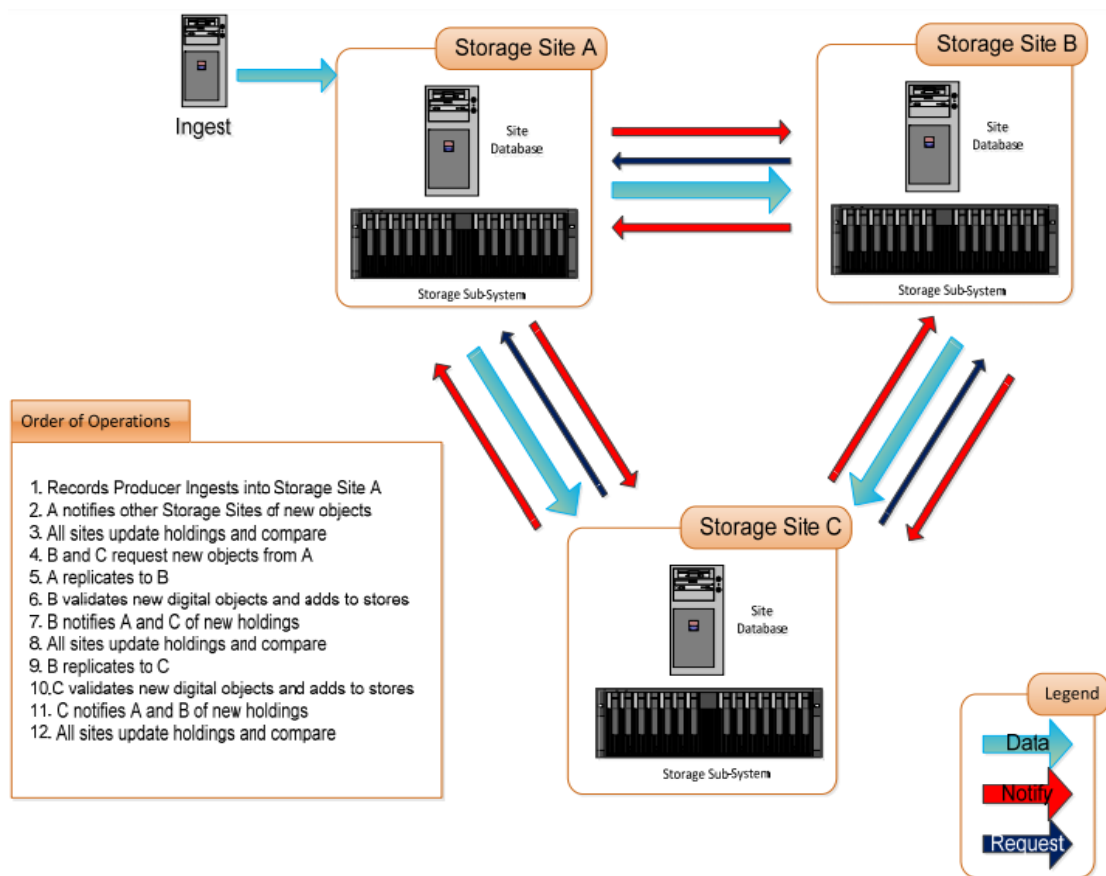 Storage Site A
Storage Site B
Ingest
Site
Database
Site
Database
Storage Sub-System
Storage Sub-System
Order of Operations
1. Records Producer Ingests into Storage Site A
2. A notifies other Storage Sites of new objects
3. All sites update holdings and compare
4. B and C request new objects from A
5. A replicates to B
6. B validates new digital objects and adds to stores
7. B notifies A and C of new holdings
8. All sites update holdings and compare
9. B replicates to C
10.C validates new digital objects and adds to stores
11. C notifies A and B of new holdings
12. All sites update holdings and compare
Storage Site C
Site
Database
Storage Sub-System
Legend
Data
Notify
Request